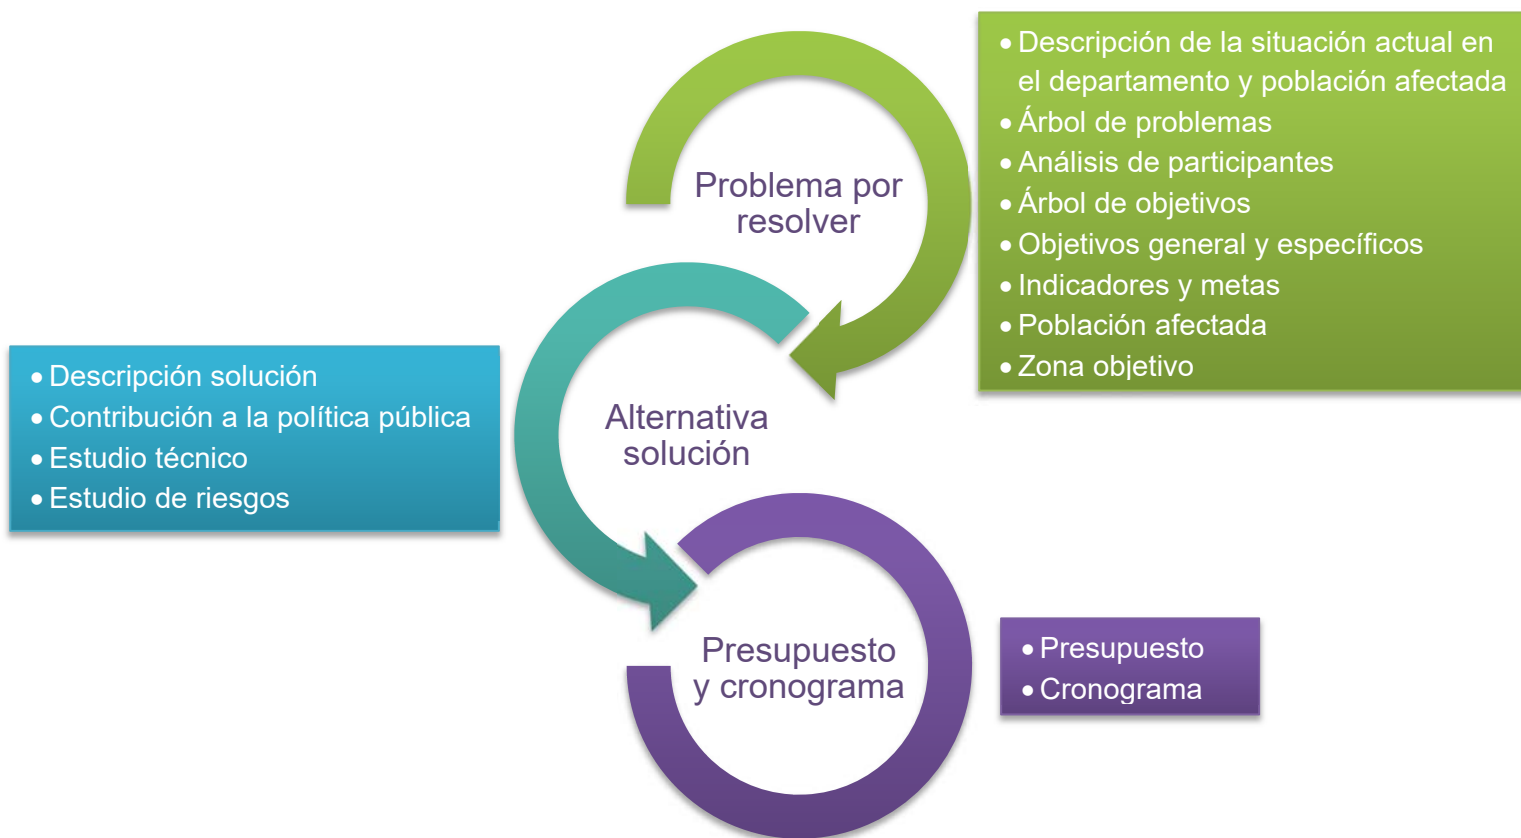 Problema por
resolver
• Descripción de la situación actual en
el departamento y población afectada
• Árbol de problemas
• Análisis de participantes
• Árbol de objetivos
• Objetivos general y específicos
• Indicadores y metas
• Población afectada
• Zona objetivo
Alternativa
solución
• Descripción solución
• Contribución a la política pública
• Estudio técnico
• Estudio de riesgos
Presupuesto
y cronograma
• Presupuesto
• Cronograma